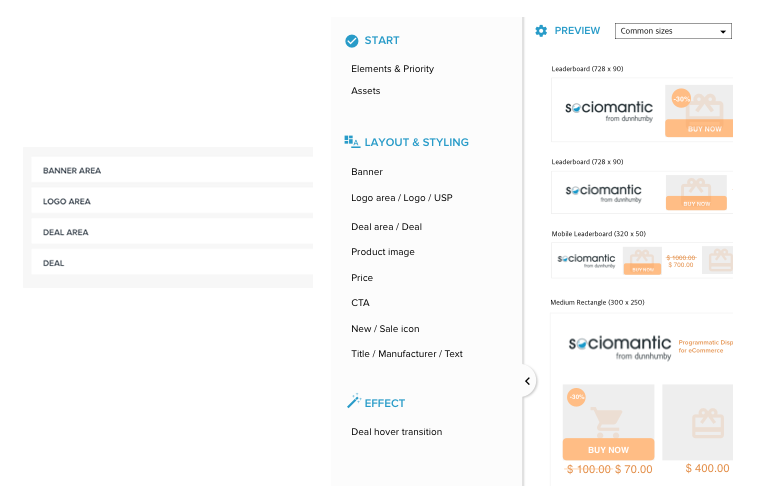 BANNER AREA
LOGO AREA
DEAL AREA
DEAL
START
Elements & Priority
Assets
LAYOUT & STYLING
Banner
Logo area / Logo / USP
Deal area / Deal
Product image
Price
CTA
New / Sale icon
Title / Manufacturer / Text
EFFECT
Deal hover transition
PREVIEW
Common sizes
Leaderboard (728 x 90)
sociomantic
from dunnhumby
-30%
BUY NOW
Leaderboard (728 x 90)
sociomantic
from dunnhumby
BUY NOW
Mobile Leaderboard (320 x 50)
sociomantic
from dunnhumby
BUY NOW
$ 1000.00
$ 700.00
Medium Rectangle (300 x 250)
sociomantic
from dunnhumby
Programmatic Disp
for eCommerce
-30%
BUY NOW
$ 100.00 $ 70.00
$ 400.00